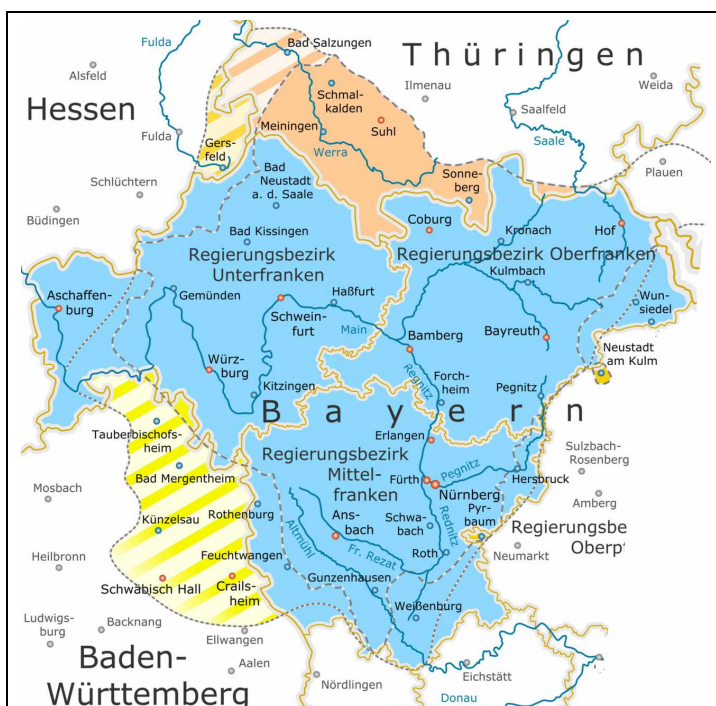 Fulda
Bad Salzungen
Thüringen
Alsfeld
Schmal-
kalden
Ilmenau
Weida
Hessen
Saalfeld
Meiningen
Suhl
Fulda
Gers-
feld
Werra
Saale
Plauen
Bad
Neustadt
a. d. Saale
Sonne-
berg
Schlüchtern
Büdingen
Coburg
Kronach
Hof
Bad Kissingen
Regierungsbezirk
Unterfranken
Regierungsbezirk Oberfranken
Kulmbach
Aschaffen-
burg
Gemünden
Haßfurt
Wun-
siedel
Schwein-
furt
Main
Bamberg
Bayreuth
Neustadt
am Kulm
Würz-
burg
Regnitz
Forch-
heim
Pegnitz
Kitzingen
Bayern
Tauberbischofs-
heim
Erlangen
Regierungsbezirk
Mittel-
franken
Sulzbach-
Rosenberg
Bad Mergentheim
Fürth
Pegnitz
Hersbruck
Mosbach
Nürnberg
Amberg
Künzelsau
Rothenburg
Ans-
bach
Schwa-
bach
Rednitz
Pyr-
baum
Regierungsbe
Oberp
Altmühl
Fr. Rezat
Heilbronn
Feuchtwangen
Roth
Neumarkt
Schwäbisch Hall
Crails-
heim
Gunzenhausen
Weißenburg
Ludwigs-
burg
Backnang
Ellwangen
Baden-
Württemberg
Aalen
Nördlingen
Eichstätt
Donau